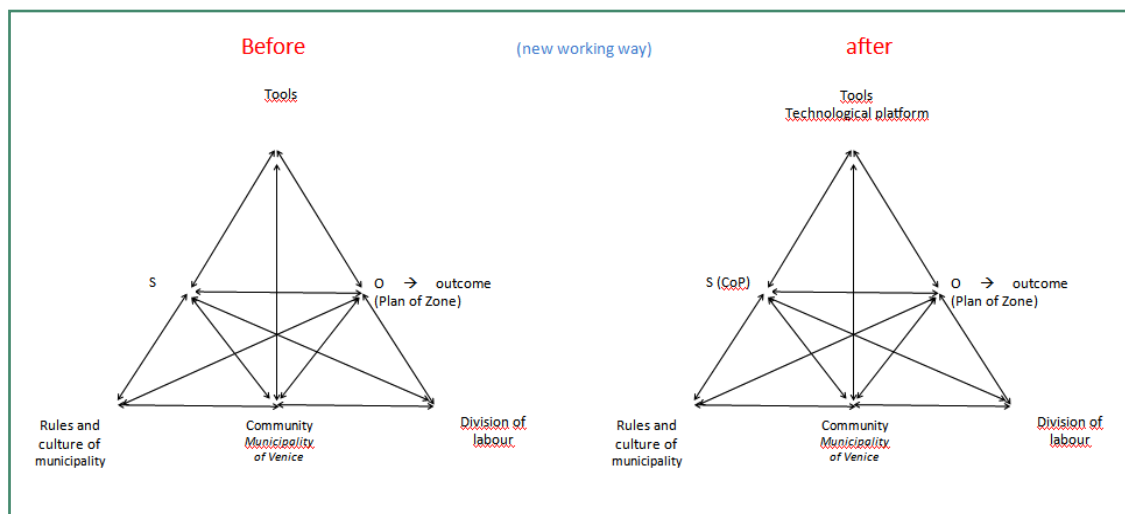 Before
(new working way)
after
Tools
S
O → outcome
(Plan of Zone)
Rules and
culture of
municipality
Community
Municipality
of Venice
Division of
labour
Tools
Technological platform
S (CoP)
O → outcome
(Plan of Zone)
Rules and
culture of
municipality
Community
Municipality
of Venice
Division of
labour